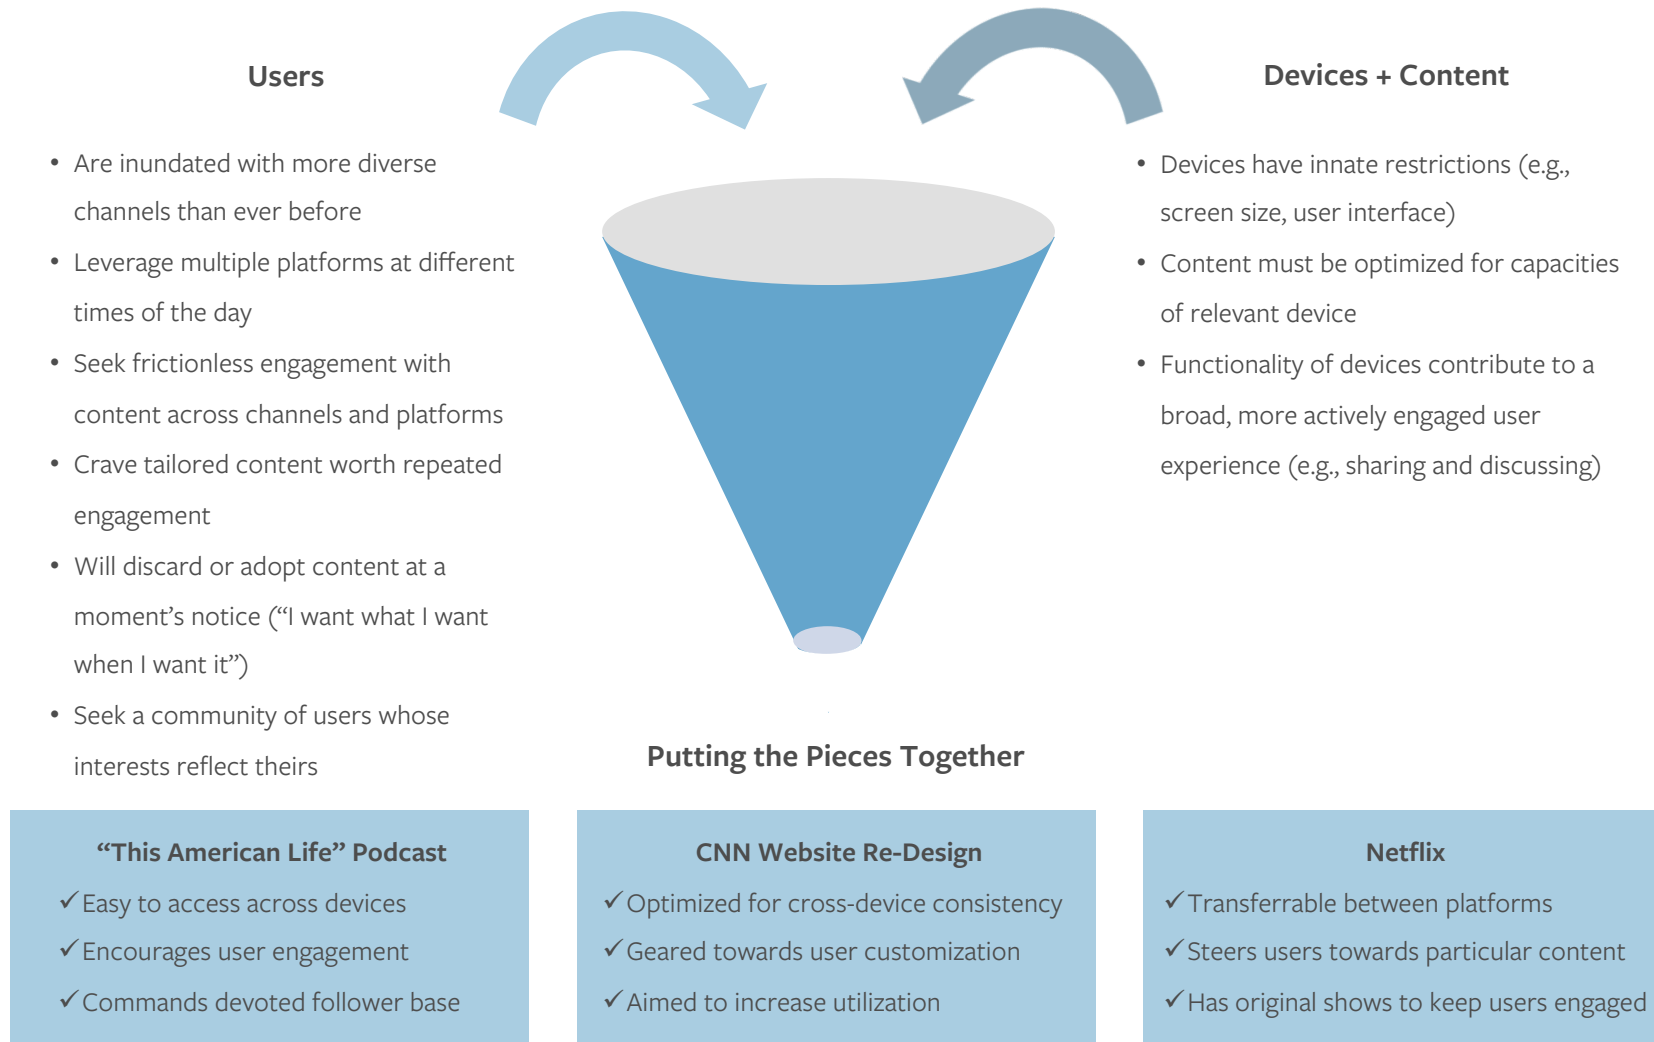 Users
• Are inundated with more diverse
channels than ever before
• Leverage multiple platforms at different
times of the day
• Seek frictionless engagement with
content across channels and platforms
• Crave tailored content worth repeated
engagement
• Will discard or adopt content at a
moment’s notice (“I want what I want
when I want it”)
• Seek a community of users whose
interests reflect theirs
Devices + Content
• Devices have innate restrictions (e.g.,
screen size, user interface)
• Content must be optimized for capacities
of relevant device
• Functionality of devices contribute to a
broad, more actively engaged user
experience (e.g., sharing and discussing)
Putting the Pieces Together
“This American Life” Podcast
✓Easy to access across devices
✓Encourages user engagement
✓Commands devoted follower base
CNN Website Re-Design
✓Optimized for cross-device consistency
✓Geared towards user customization
✓Aimed to increase utilization
Netflix
✓Transferrable between platforms
✓Steers users towards particular content
✓Has original shows to keep users engaged